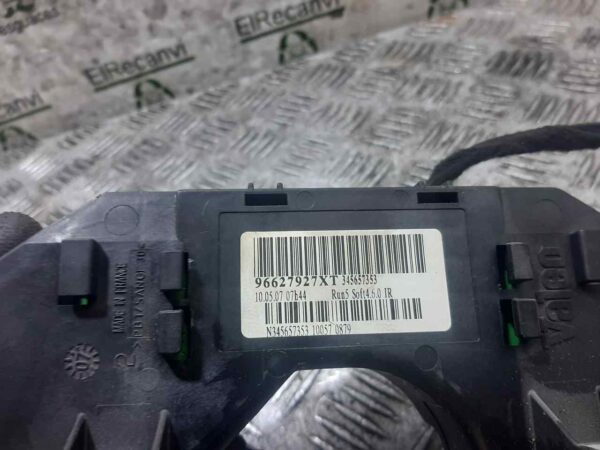 ElRecanvi
ElRecanvi
ElRecanvi
96627927XT 345657353
10.05.07 07h44 Run5 Soft4.6.0 IR
N345657353 10057 0879
MADE IN FRANCE
valeo
07